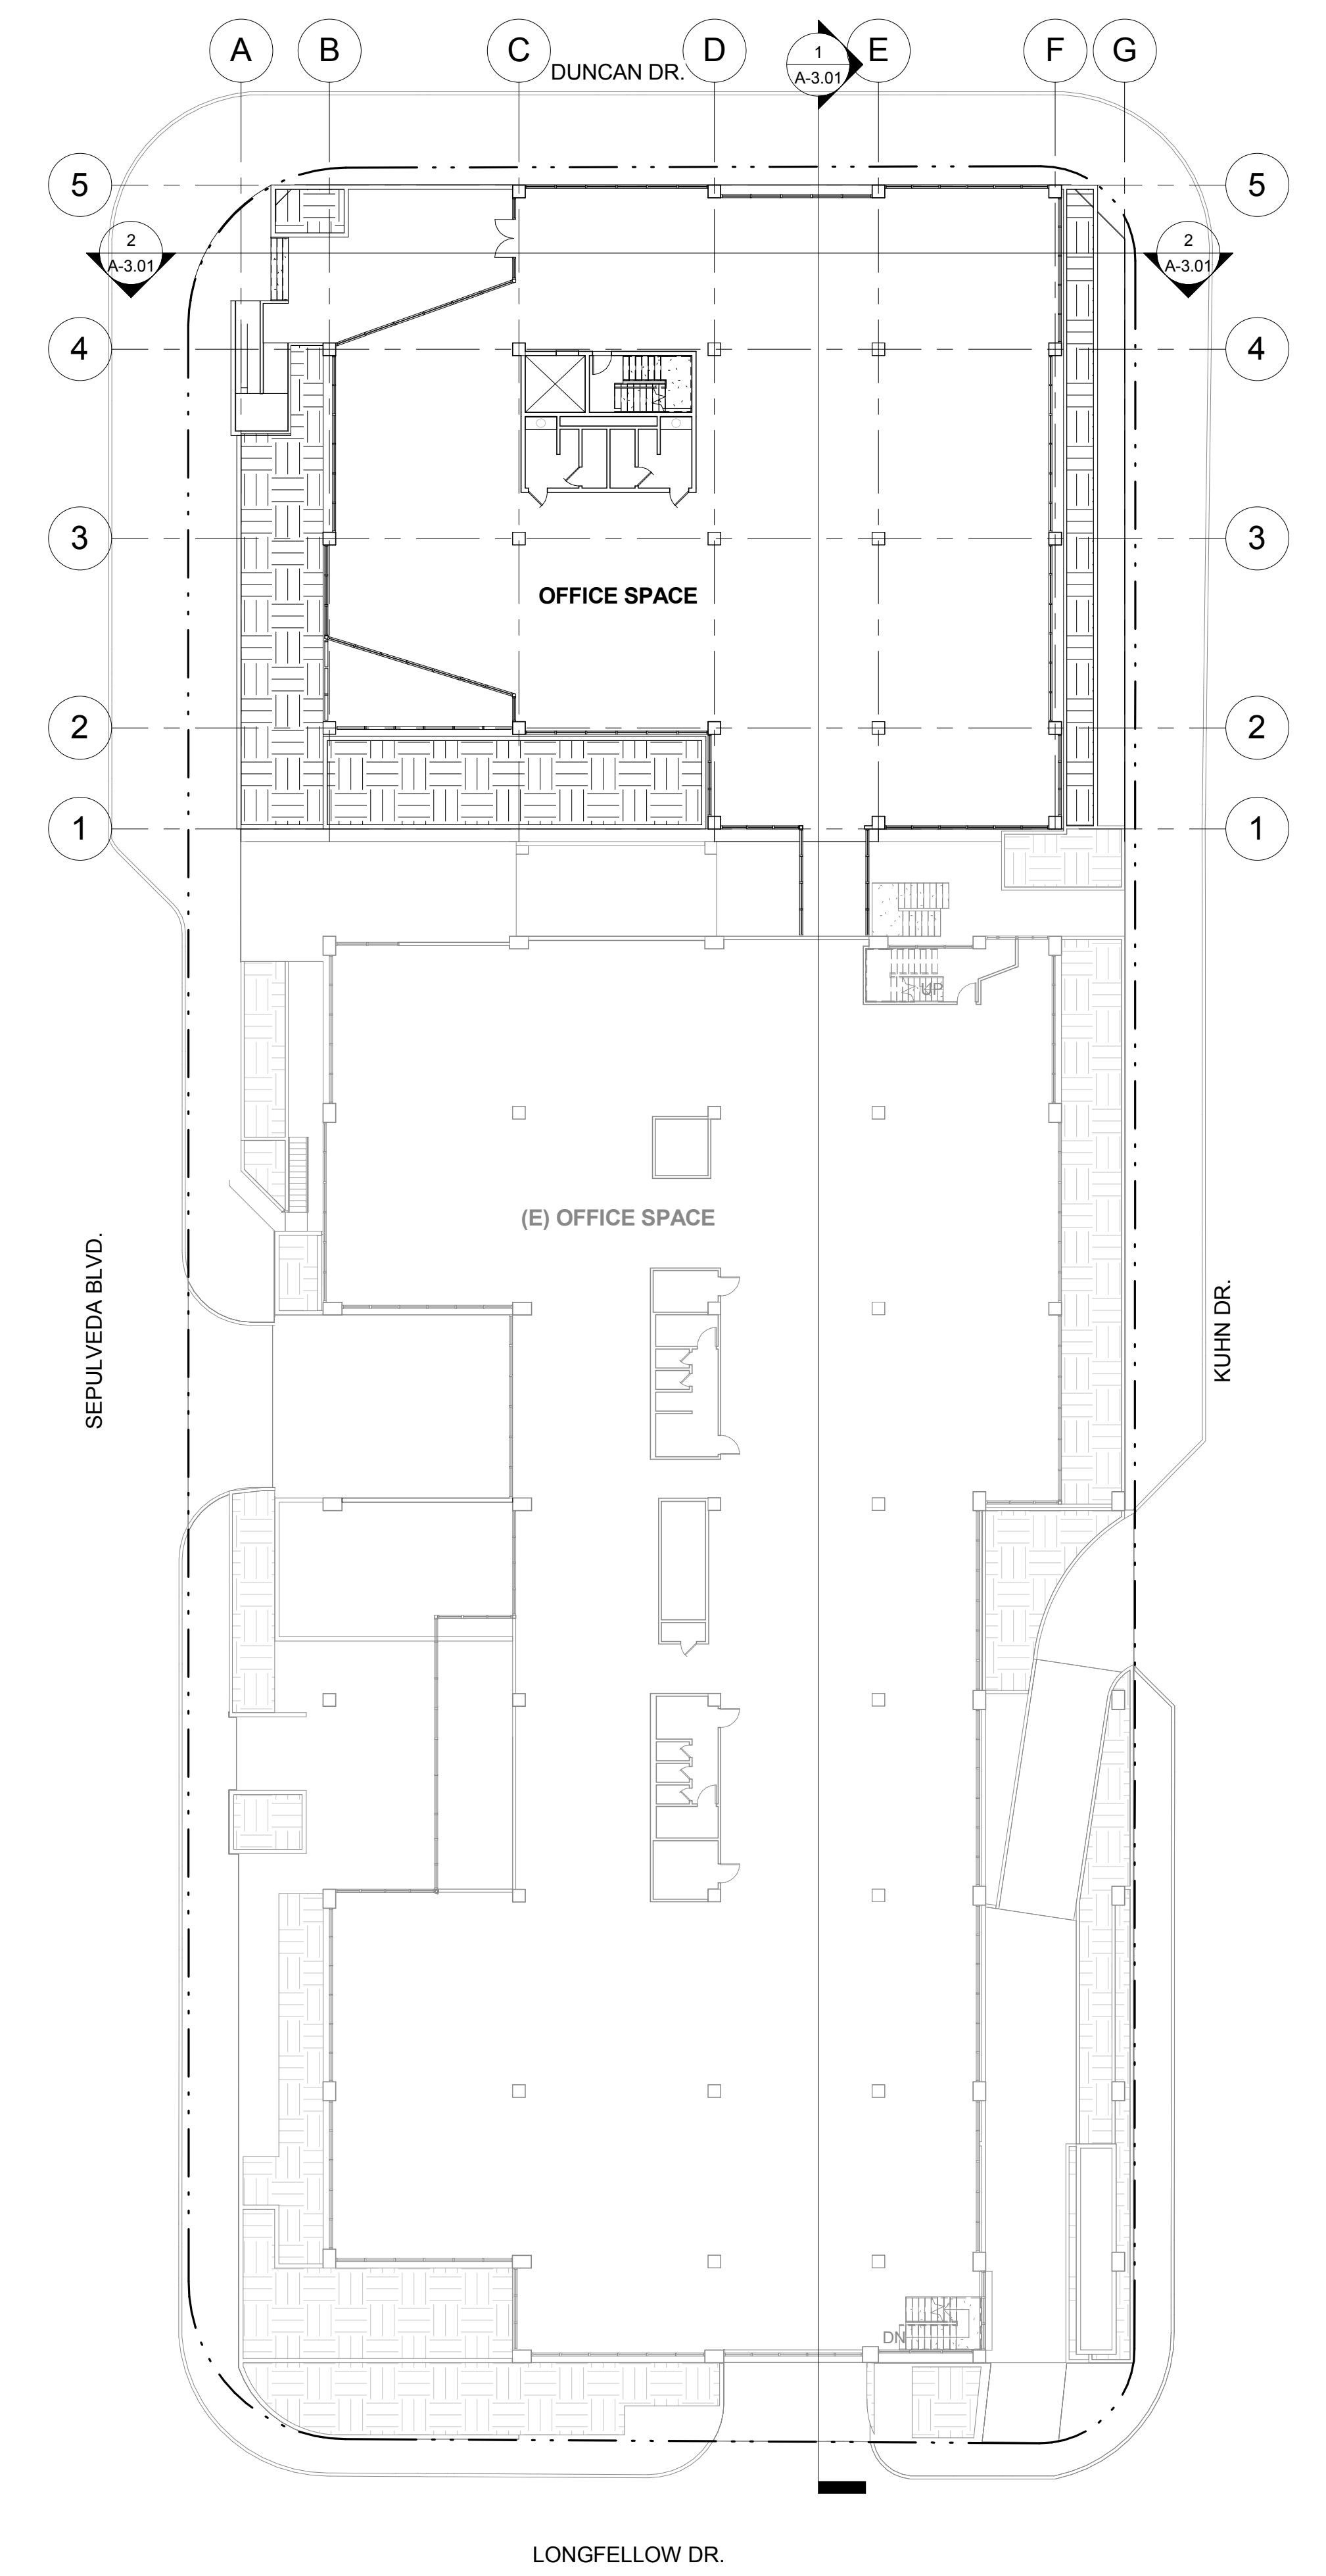 A
B
C
DUNCAN DR.
D
1
A-3.01
E
F
G
5
5
2
A-3.01
2
A-3.01
4
4
3
3
OFFICE SPACE
2
2
1
1
UP
(E) OFFICE SPACE
SEPULVEDA BLVD.
KUHN DR.
DN
LONGFELLOW DR.